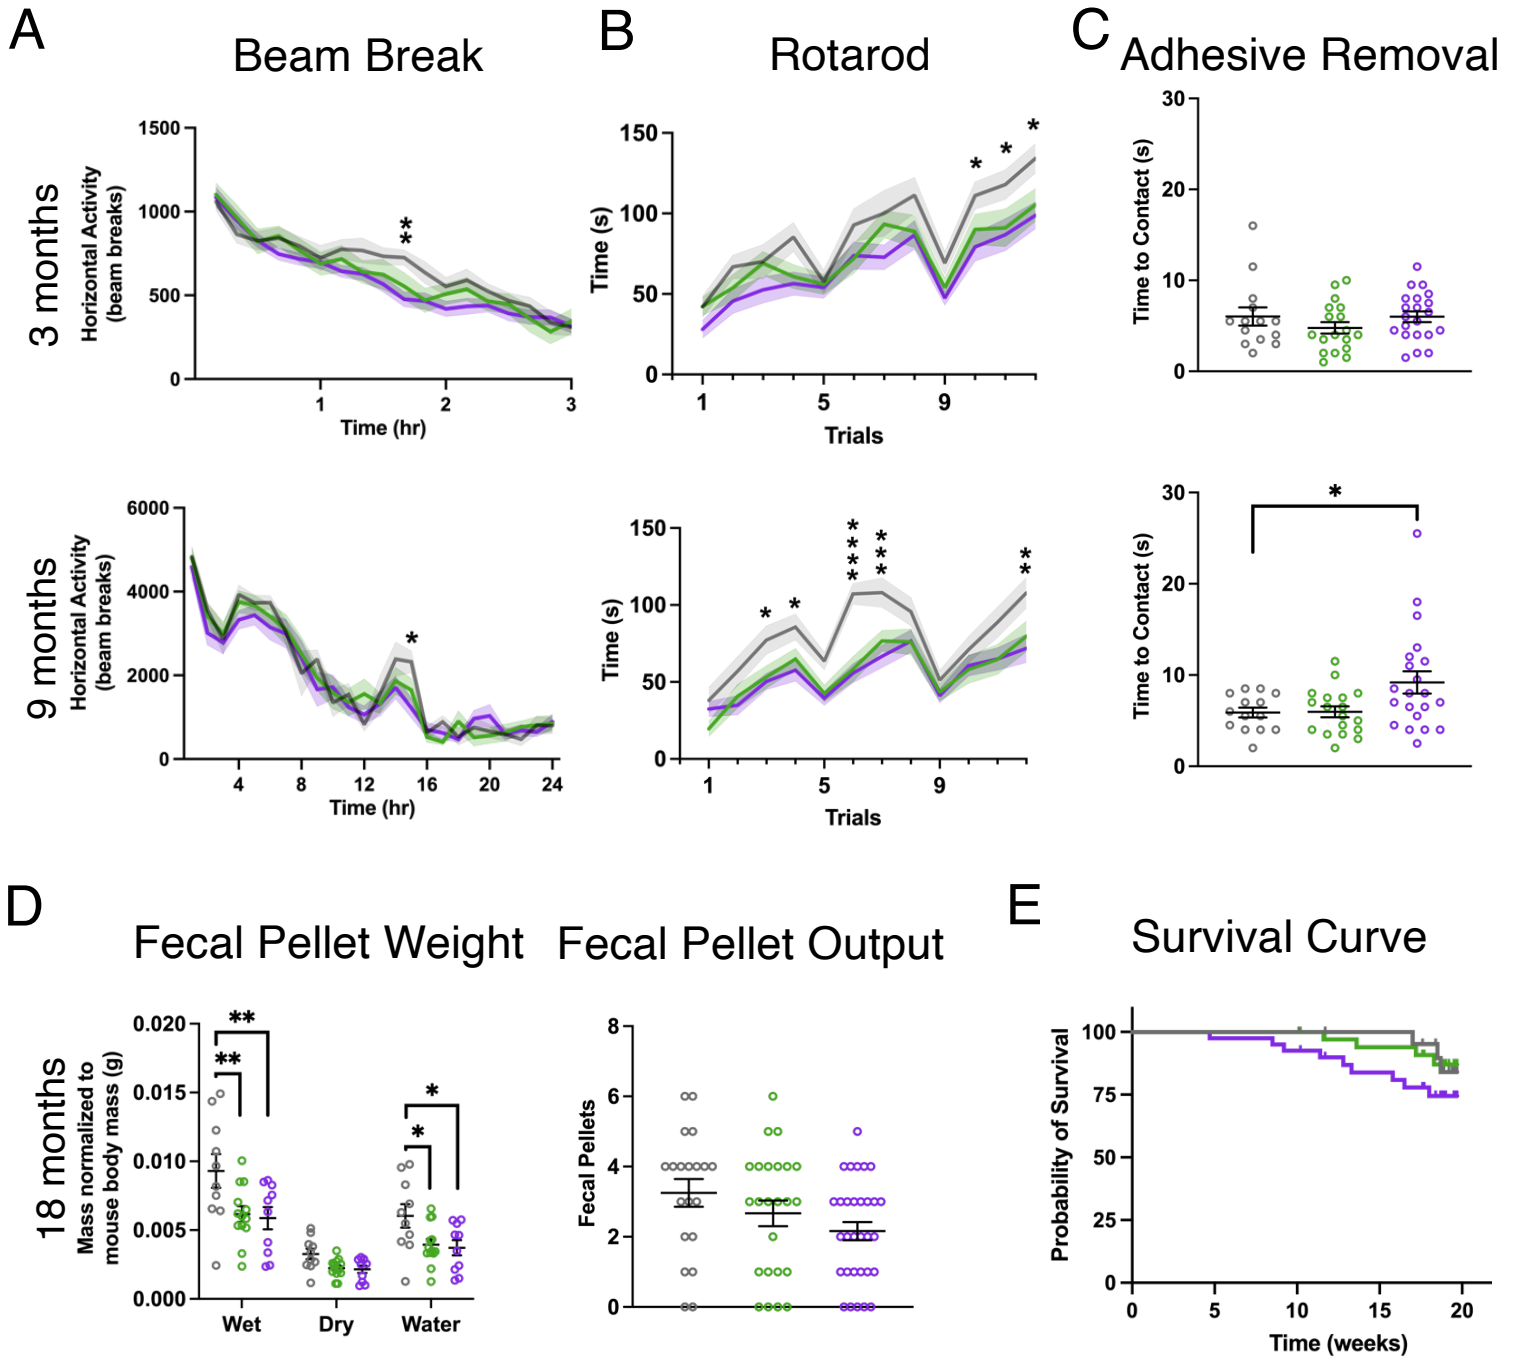 A
Beam Break
B
Rotarod
C
Adhesive Removal
3 months
Horizontal Activity
(beam breaks)
1500
1000
500
0
1
2
3
Time (hr)
**
Time (s)
150
100
50
0
1
5
9
Trials
*
*
*
Time to Contact (s)
30
20
10
0
9 months
Horizontal Activity
(beam breaks)
6000
4000
2000
0
4
8
12
16
20
24
Time (hr)
*
Time (s)
150
100
50
0
1
5
9
Trials
*
*
****
***
**
Time to Contact (s)
30
20
10
0
*
D
Fecal Pellet Weight
Fecal Pellet Output
E
Survival Curve
18 months
Mass normalized to
mouse body mass (g)
0.020
0.015
0.010
0.005
0.000
**
**
*
*
Wet
Dry
Water
Fecal Pellets
8
6
4
2
0
Probability of Survival
100
75
50
25
0
0
5
10
15
20
Time (weeks)